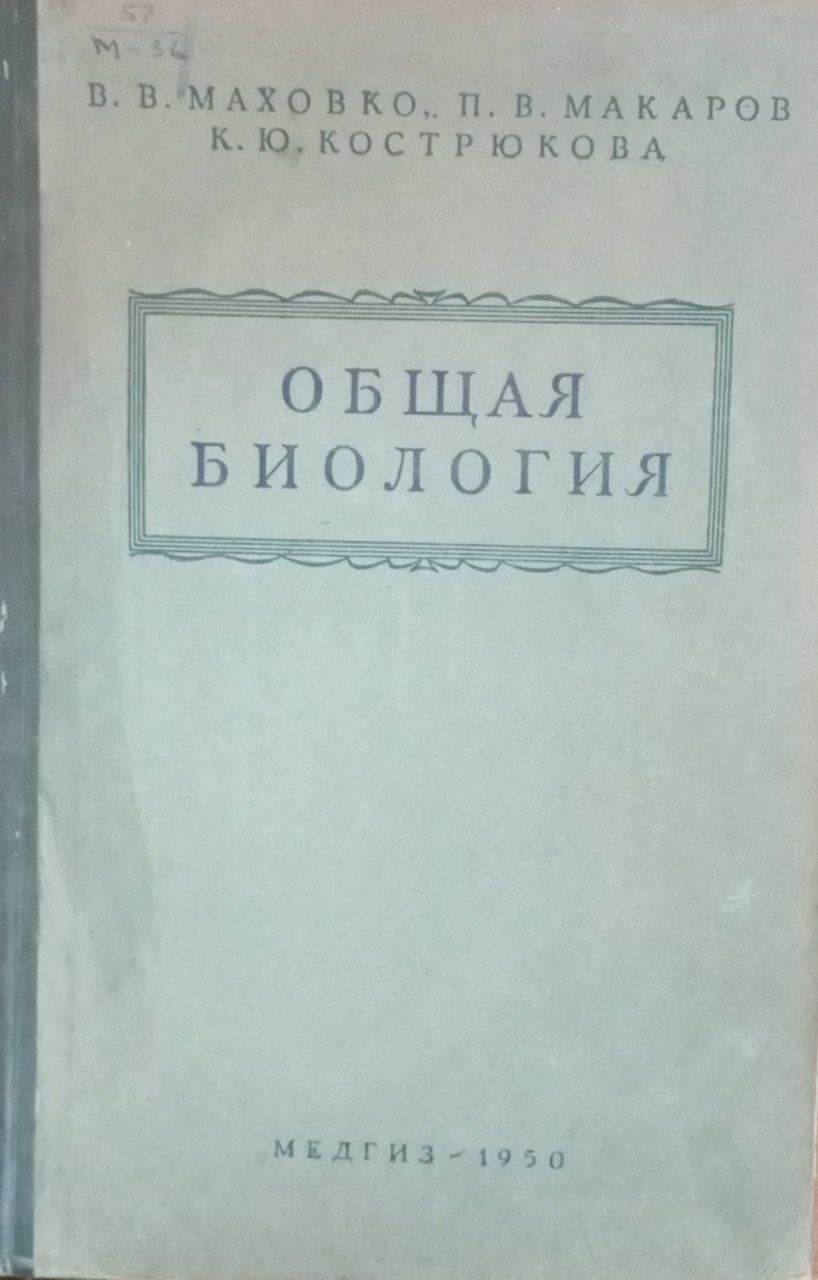 57
М-36
В. В. МАХОВКО, П. В. МАКАРОВ
К. Ю. КОСТРЮКОВА
ОБЩАЯ
БИОЛОГИЯ
МЕДГИЗ - 1950